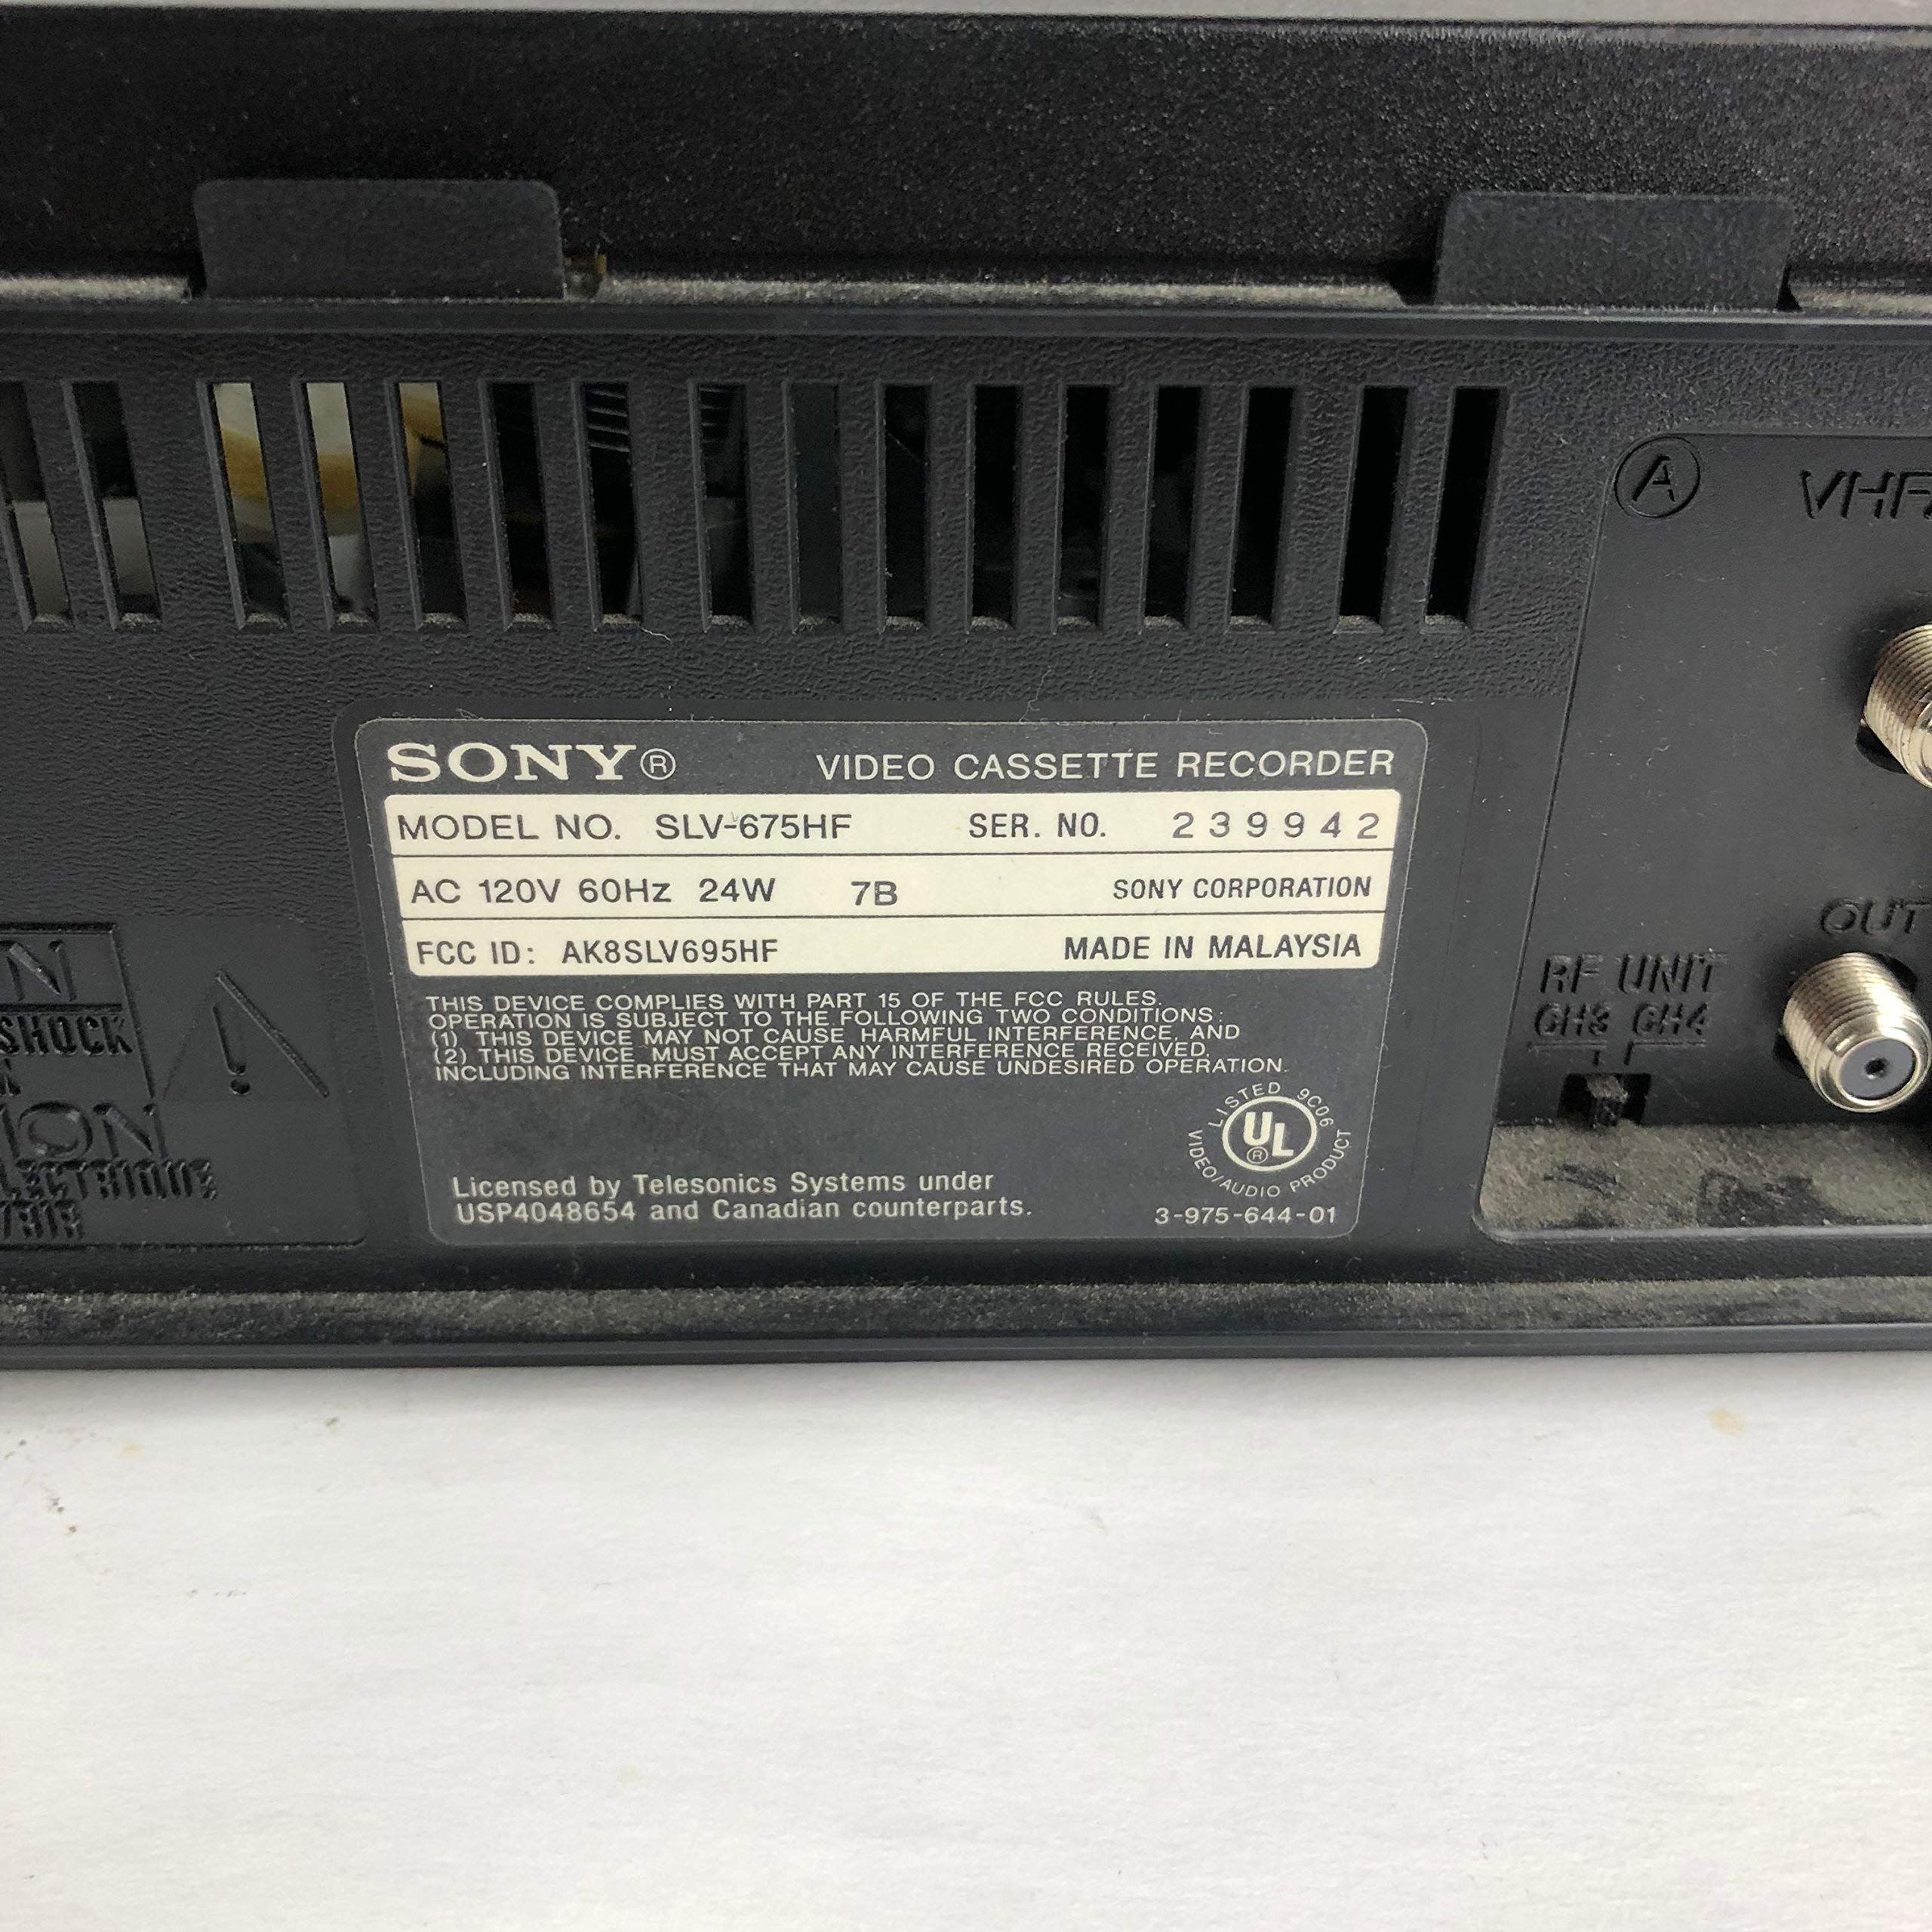 SONY® VIDEO CASSETTE RECORDER
MODEL NO. SLV-675HF SER. NO. 239942
AC 120V 60Hz 24W 7B SONY CORPORATION
FCC ID: AK8SLV695HF MADE IN MALAYSIA
THIS DEVICE COMPLIES WITH PART 15 OF THE FCC RULES.
OPERATION IS SUBJECT TO THE FOLLOWING TWO CONDITIONS:
(1) THIS DEVICE MAY NOT CAUSE HARMFUL INTERFERENCE, AND
(2) THIS DEVICE MUST ACCEPT ANY INTERFERENCE RECEIVED,
INCLUDING INTERFERENCE THAT MAY CAUSE UNDESIRED OPERATION.
LISTED 9C06
UL®
VIDEO/AUDIO PRODUCT
Licensed by Telesonics Systems under
USP4048654 and Canadian counterparts.
3-975-644-01
A VHF
OUT
RF UNIT
CH3 CH4
N
SHOCK
!
ION